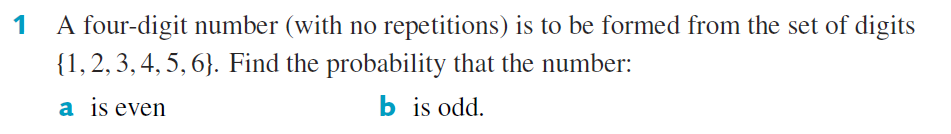 1 A four-digit number (with no repetitions) is to be formed from the set of digits
{1, 2, 3, 4, 5, 6}. Find the probability that the number:
a is even b is odd.